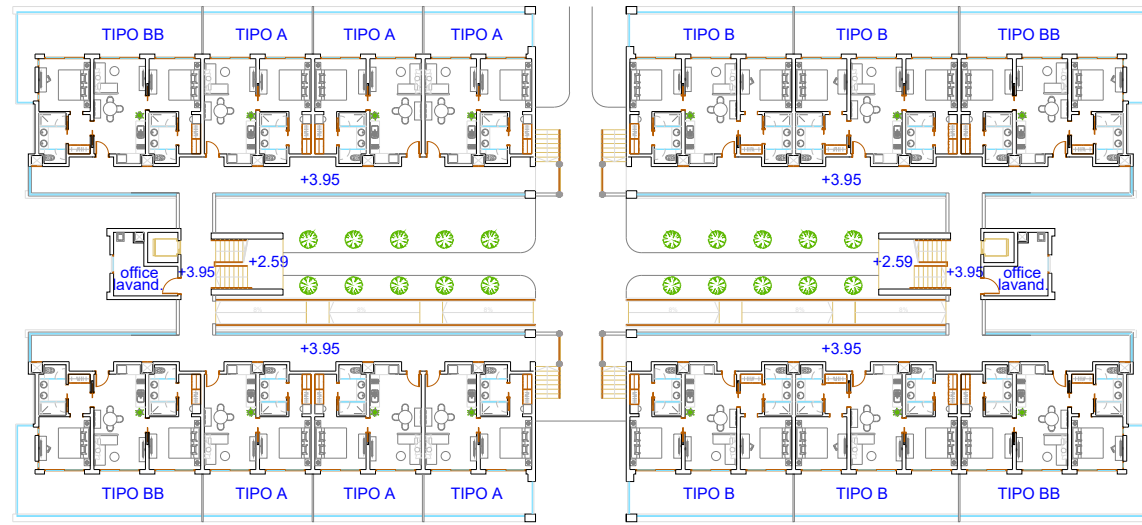 TIPO BB TIPO A TIPO A TIPO A TIPO B TIPO B TIPO BB
+3.95 +3.95
+2.59 +2.59
office +3.95 +3.95 office
lavand. lavand.
+3.95 +3.95
TIPO BB TIPO A TIPO A TIPO A TIPO B TIPO B TIPO BB